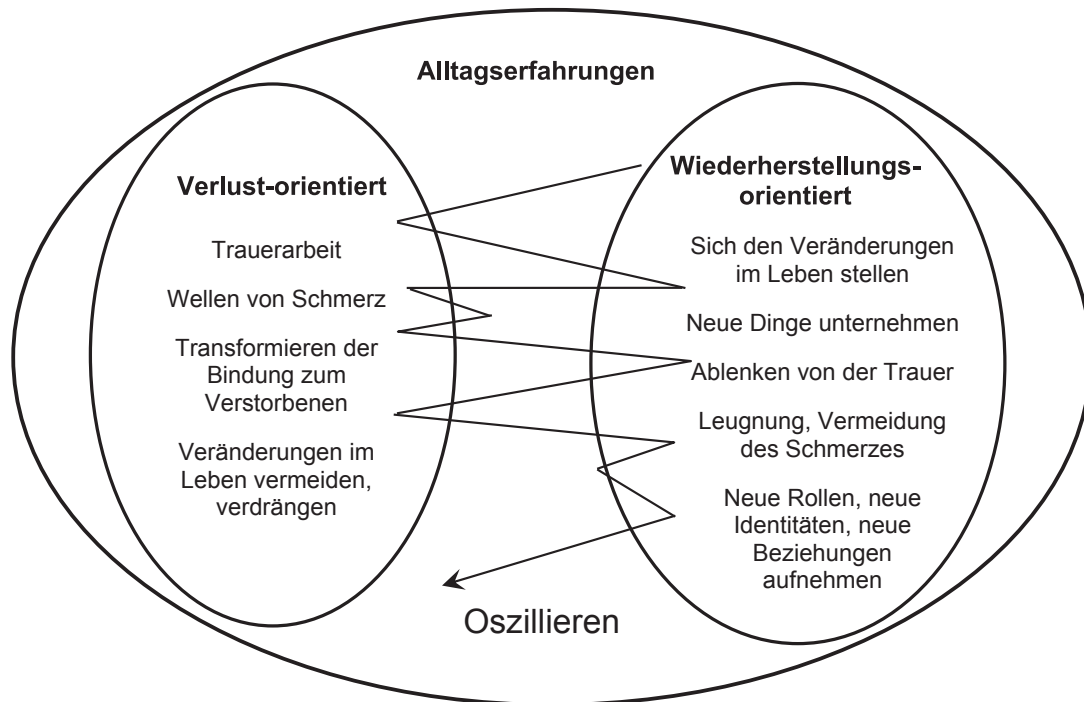 Alltagserfahrungen
Verlust-orientiert
Trauerarbeit
Wellen von Schmerz
Transformieren der
Bindung zum
Verstorbenen
Veränderungen im
Leben vermeiden,
verdrängen
Wiederherstellungs-
orientiert
Sich den Veränderungen
im Leben stellen
Neue Dinge unternehmen
Ablenken von der Trauer
Leugnung, Vermeidung
des Schmerzes
Neue Rollen, neue
Identitäten, neue
Beziehungen
aufnehmen
Oszillieren